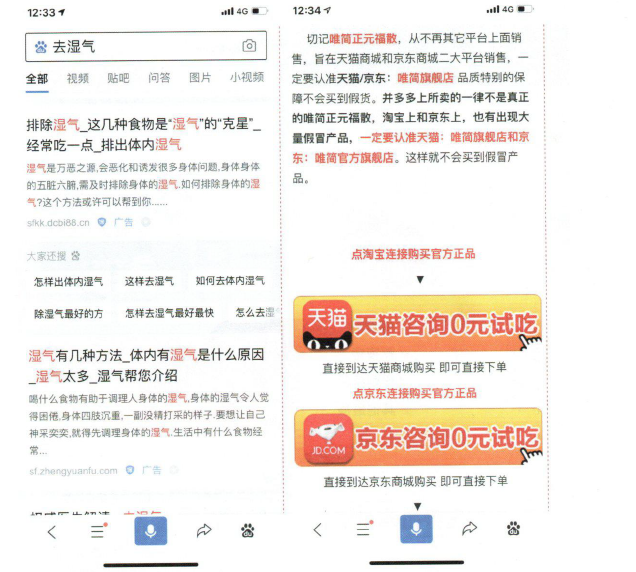 12:33
4G
去湿气
全部 视频 贴吧 问答 图片 小视频
排除湿气_这几种食物是“湿气”的“克星”_
经常吃一点_排出体内湿气
湿气是万恶之源,会恶化和诱发很多身体问题,身体身体
的五脏六腑,需及时排除身体的湿气.如何排除身体的湿
气?这个方法或许可以帮到你......
sfkk.dcbi88.cn 广告
大家还搜
怎样出体内湿气 这样去湿气 如何去体内湿气
除湿气最好的方 怎样去湿气最好最快 怎么去湿
湿气有几种方法_体内有湿气是什么原因
_湿气太多_湿气帮您介绍
喝什么食物有助于调理人身体的湿气,身体的湿气令人觉
得困倦,身体四肢沉重,一副没精打采的样子.要想让自己
神采奕奕,就得先调理身体的湿气.生活中有什么食物经
常...
sf.zhengyuanfu.com 广告
12:34
4G
切记唯简正元福散，从不再其它平台上面销
售，旨在天猫商城和京东商城二大平台销售，一
定要认准天猫/京东：唯简旗舰店 品质特别的保
障不会买到假货。并多多上所卖的一律不是真正
的唯简正元福散，淘宝上和京东上，也有出现大
量假冒产品，一定要认准天猫：唯简旗舰店和京
东：唯简官方旗舰店。这样就不会买到假冒产
品。
点淘宝连接购买官方正品
▼
天猫
天猫咨询0元试吃
直接到达天猫商城购买 即可直接下单
点京东连接购买官方正品
JD.COM
京东咨询0元试吃
直接到达京东商城购买 即可直接下单
▼